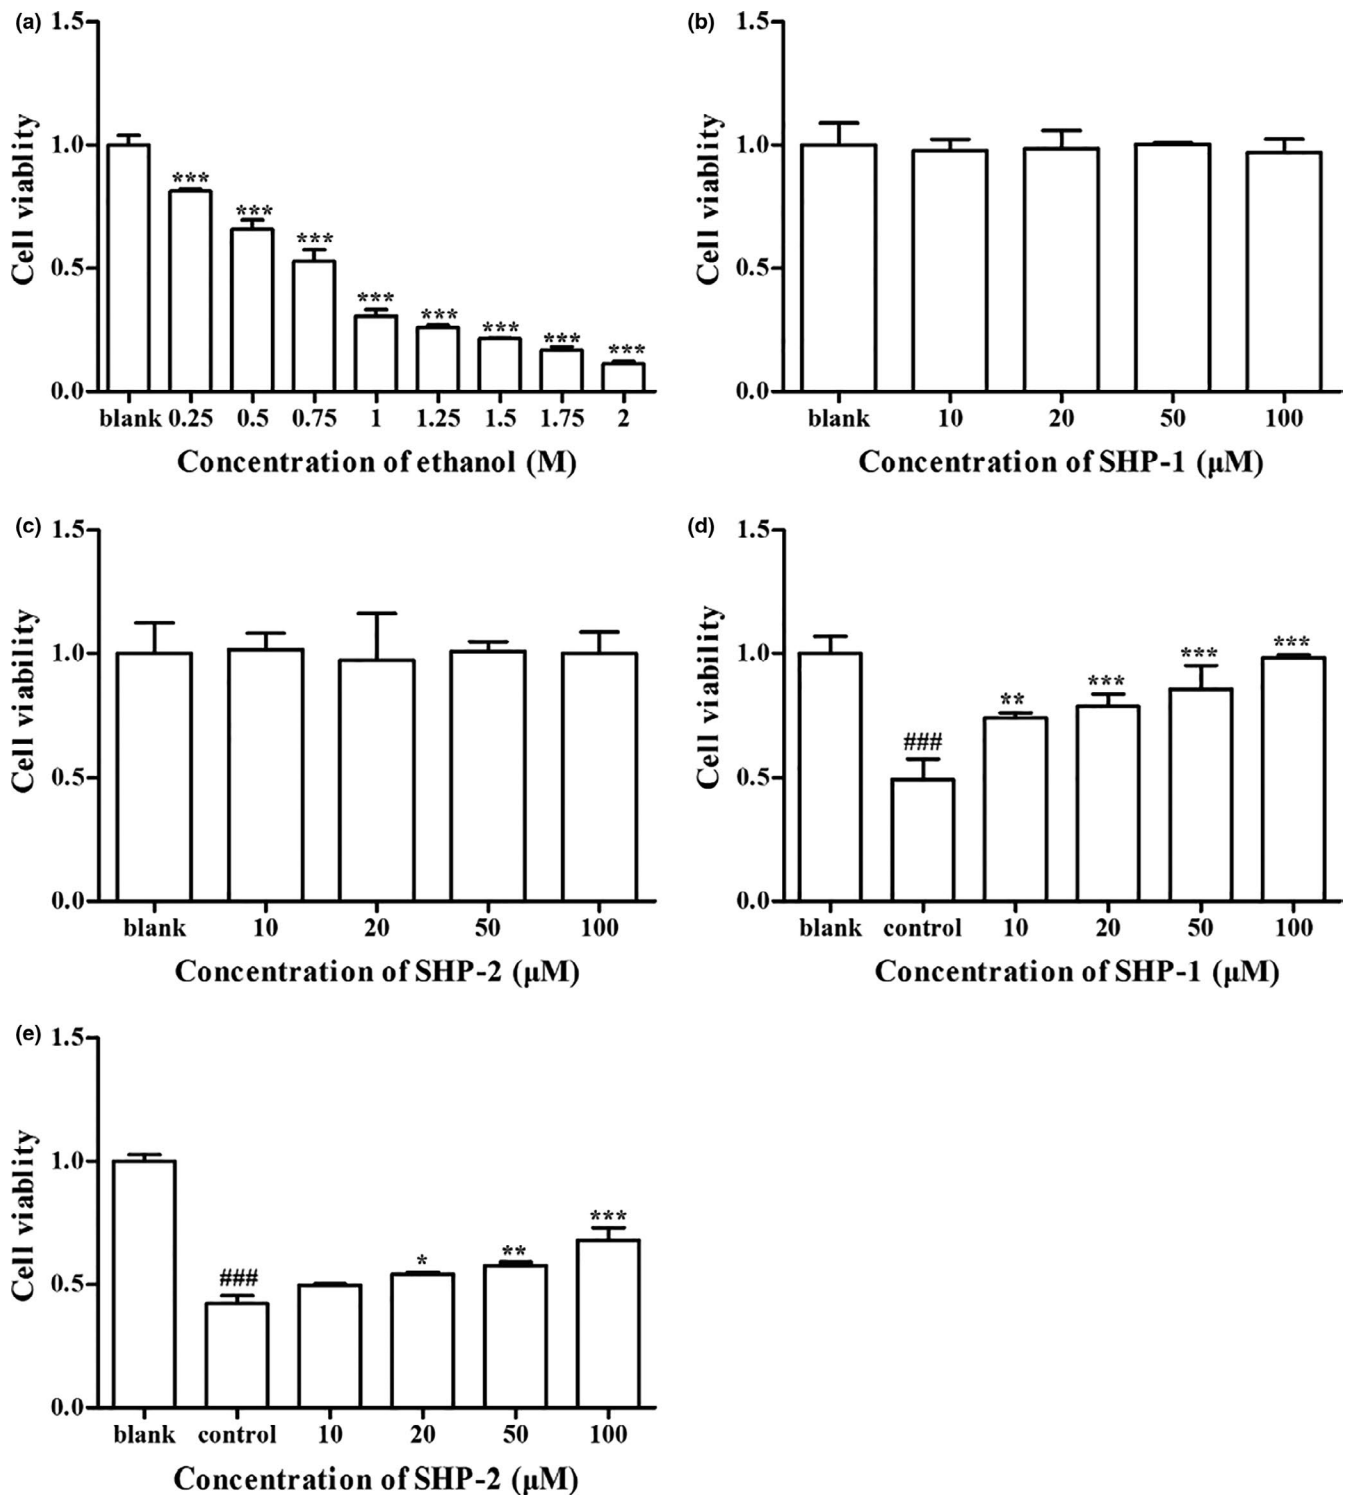 (a)
1.5
1.0
0.5
0.0
Cell viablity
***
***
***
***
***
***
***
***
blank 0.25 0.5 0.75 1 1.25 1.5 1.75 2
Concentration of ethanol (M)
(b)
1.5
1.0
0.5
0.0
Cell viablity
blank 10 20 50 100
Concentration of SHP-1 (μM)
(c)
1.5
1.0
0.5
0.0
Cell viability
blank 10 20 50 100
Concentration of SHP-2 (μM)
(d)
1.5
1.0
0.5
0.0
Cell viability
###
**
***
***
***
blank control 10 20 50 100
Concentration of SHP-1 (μM)
(e)
1.5
1.0
0.5
0.0
Cell viablity
###
*
**
***
blank control 10 20 50 100
Concentration of SHP-2 (μM)